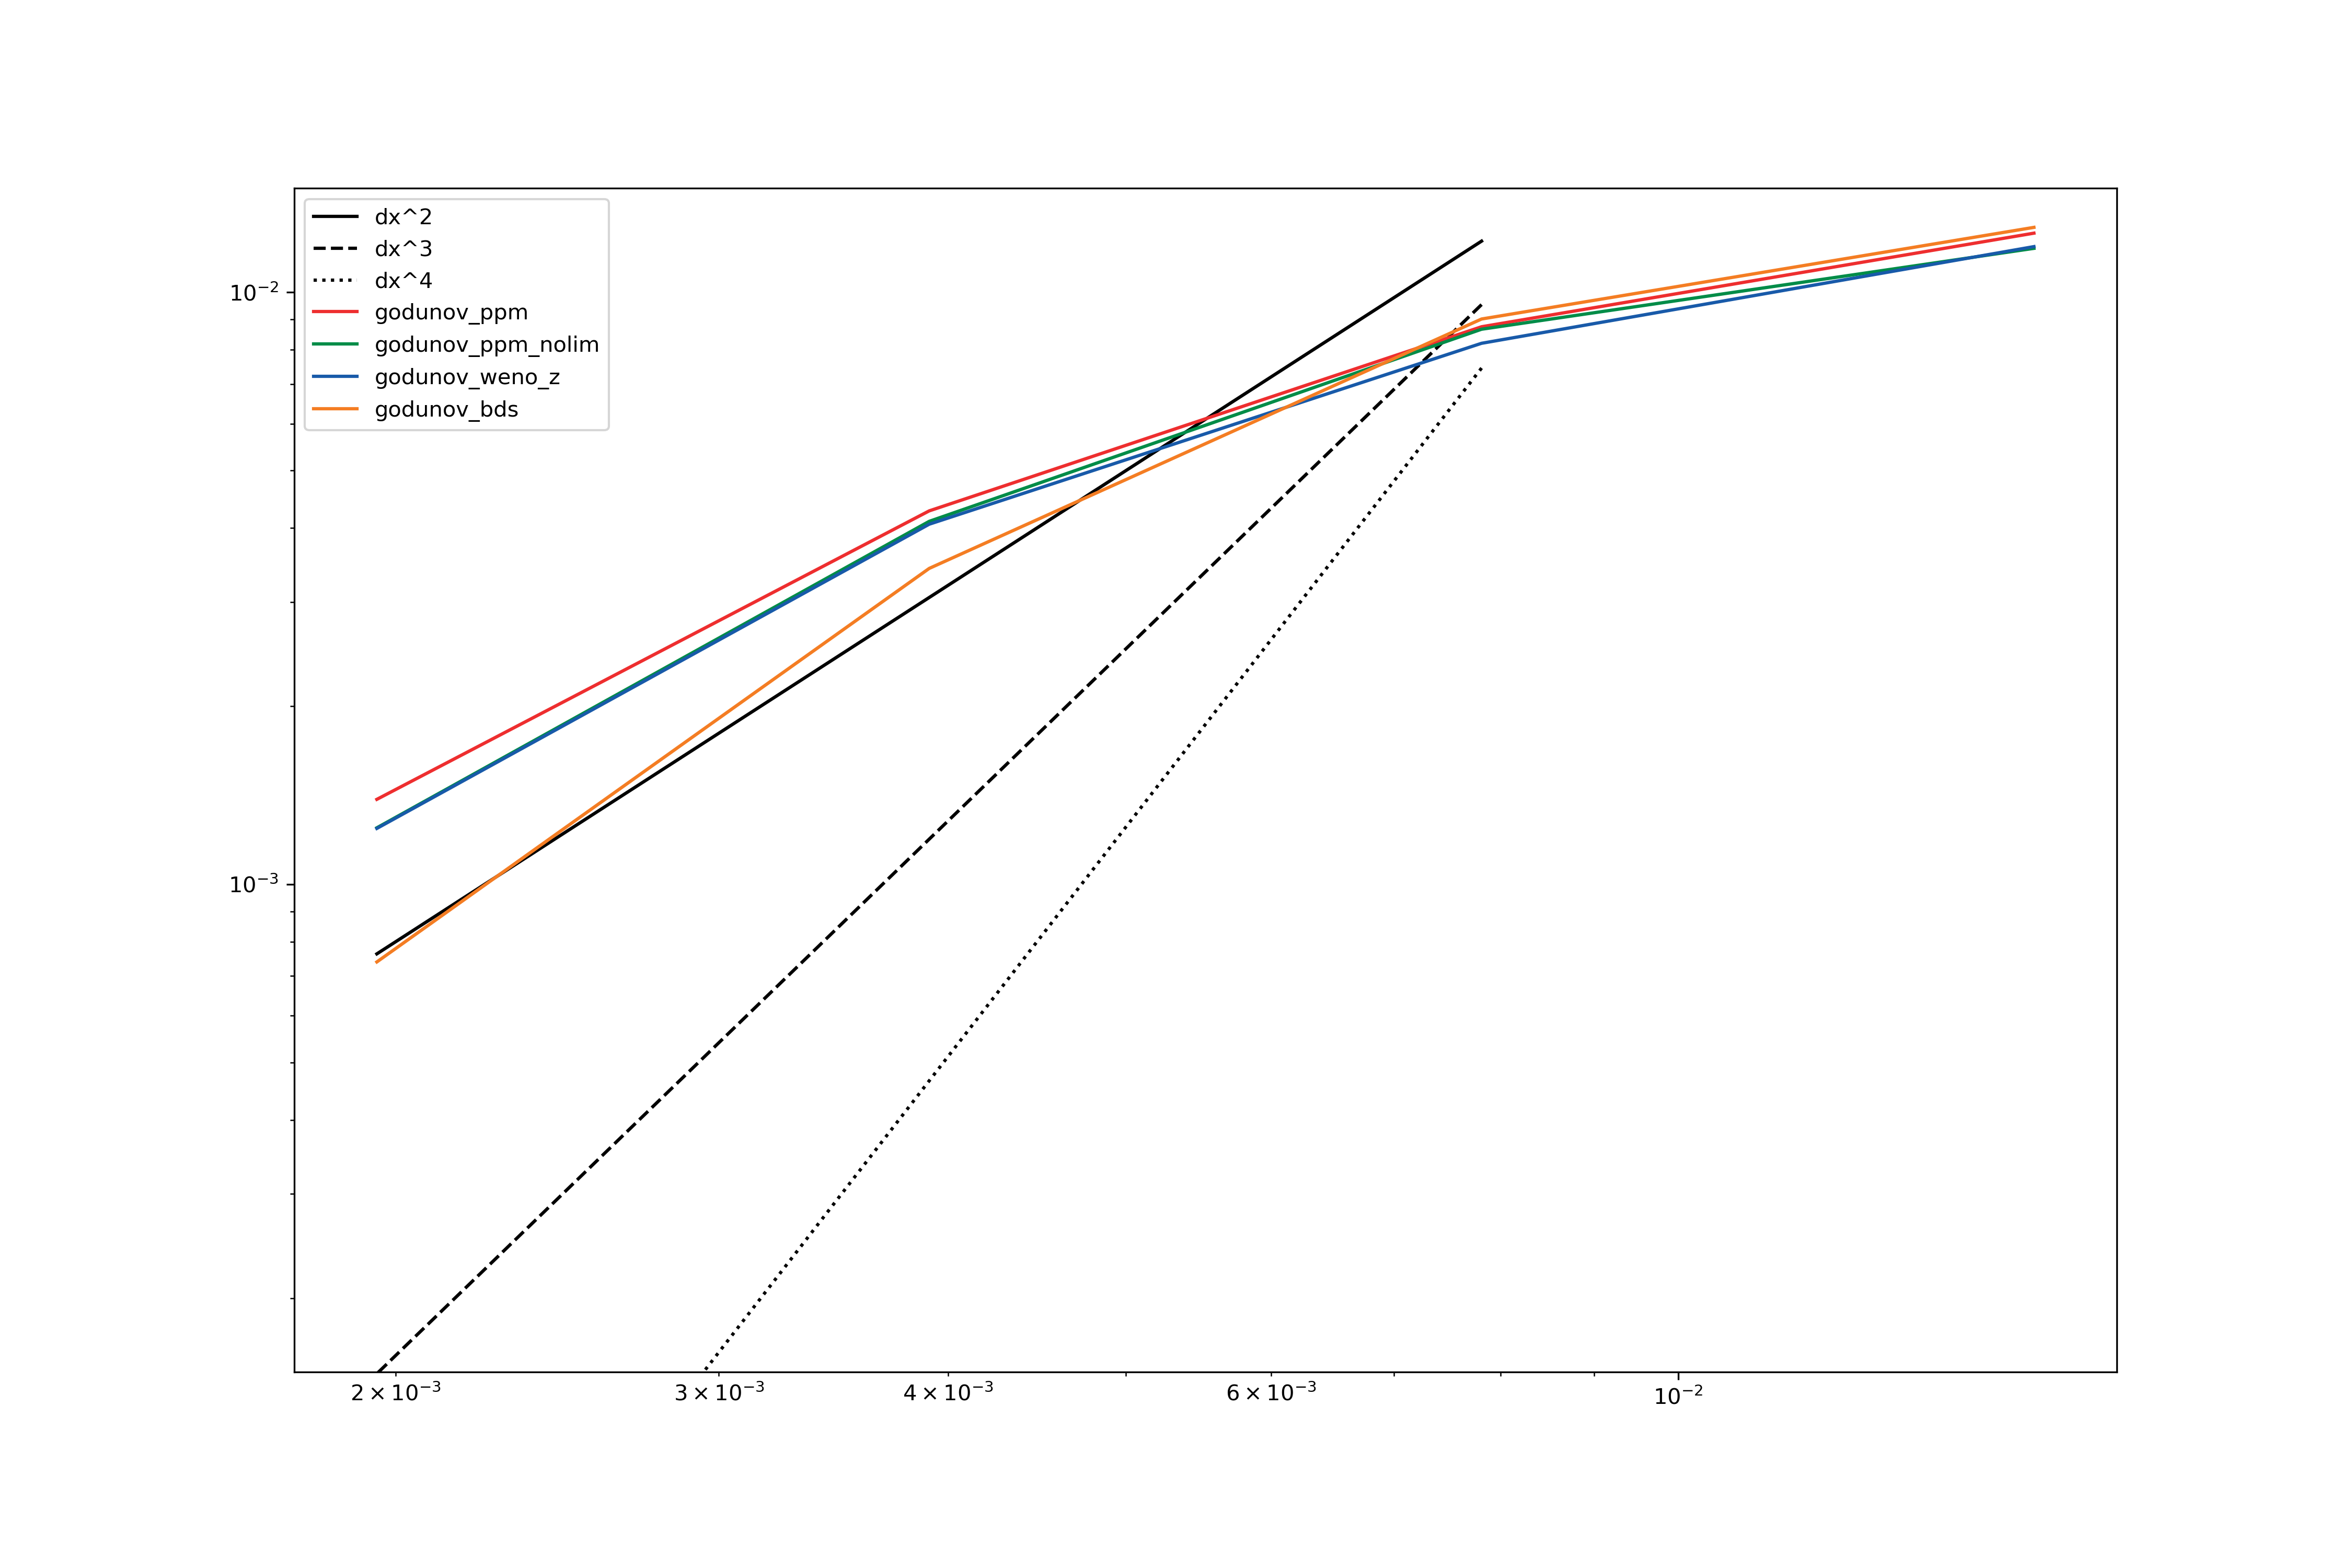 dx^2
dx^3
dx^4
godunov_ppm
godunov_ppm_nolim
godunov_weno_z
godunov_bds
10⁻²
10⁻³
2 × 10⁻³
3 × 10⁻³
4 × 10⁻³
6 × 10⁻³
10⁻²